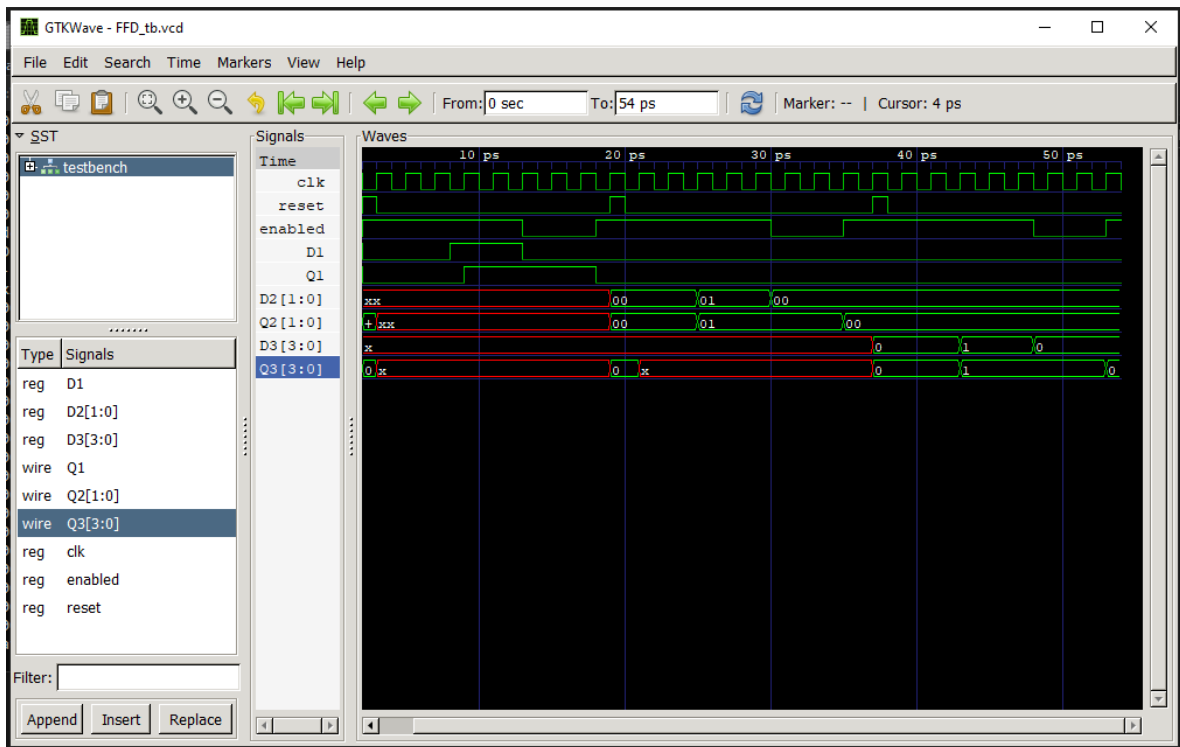 GTKWave - FFD_tb.vcd
File Edit Search Time Markers View Help
From: 0 sec To: 54 ps Marker: -- | Cursor: 4 ps
SST
testbench
Type Signals
reg D1
reg D2[1:0]
reg D3[3:0]
wire Q1
wire Q2[1:0]
wire Q3[3:0]
reg clk
reg enabled
reg reset
Filter:
Append Insert Replace
Signals
Time
clk
reset
enabled
D1
Q1
D2[1:0]
Q2[1:0]
D3[3:0]
Q3[3:0]
Waves
10 ps 20 ps 30 ps 40 ps 50 ps
xx 00 01 00
+ xx 00 01 00
x 0 1 0
0 x 0 x 0 1 0